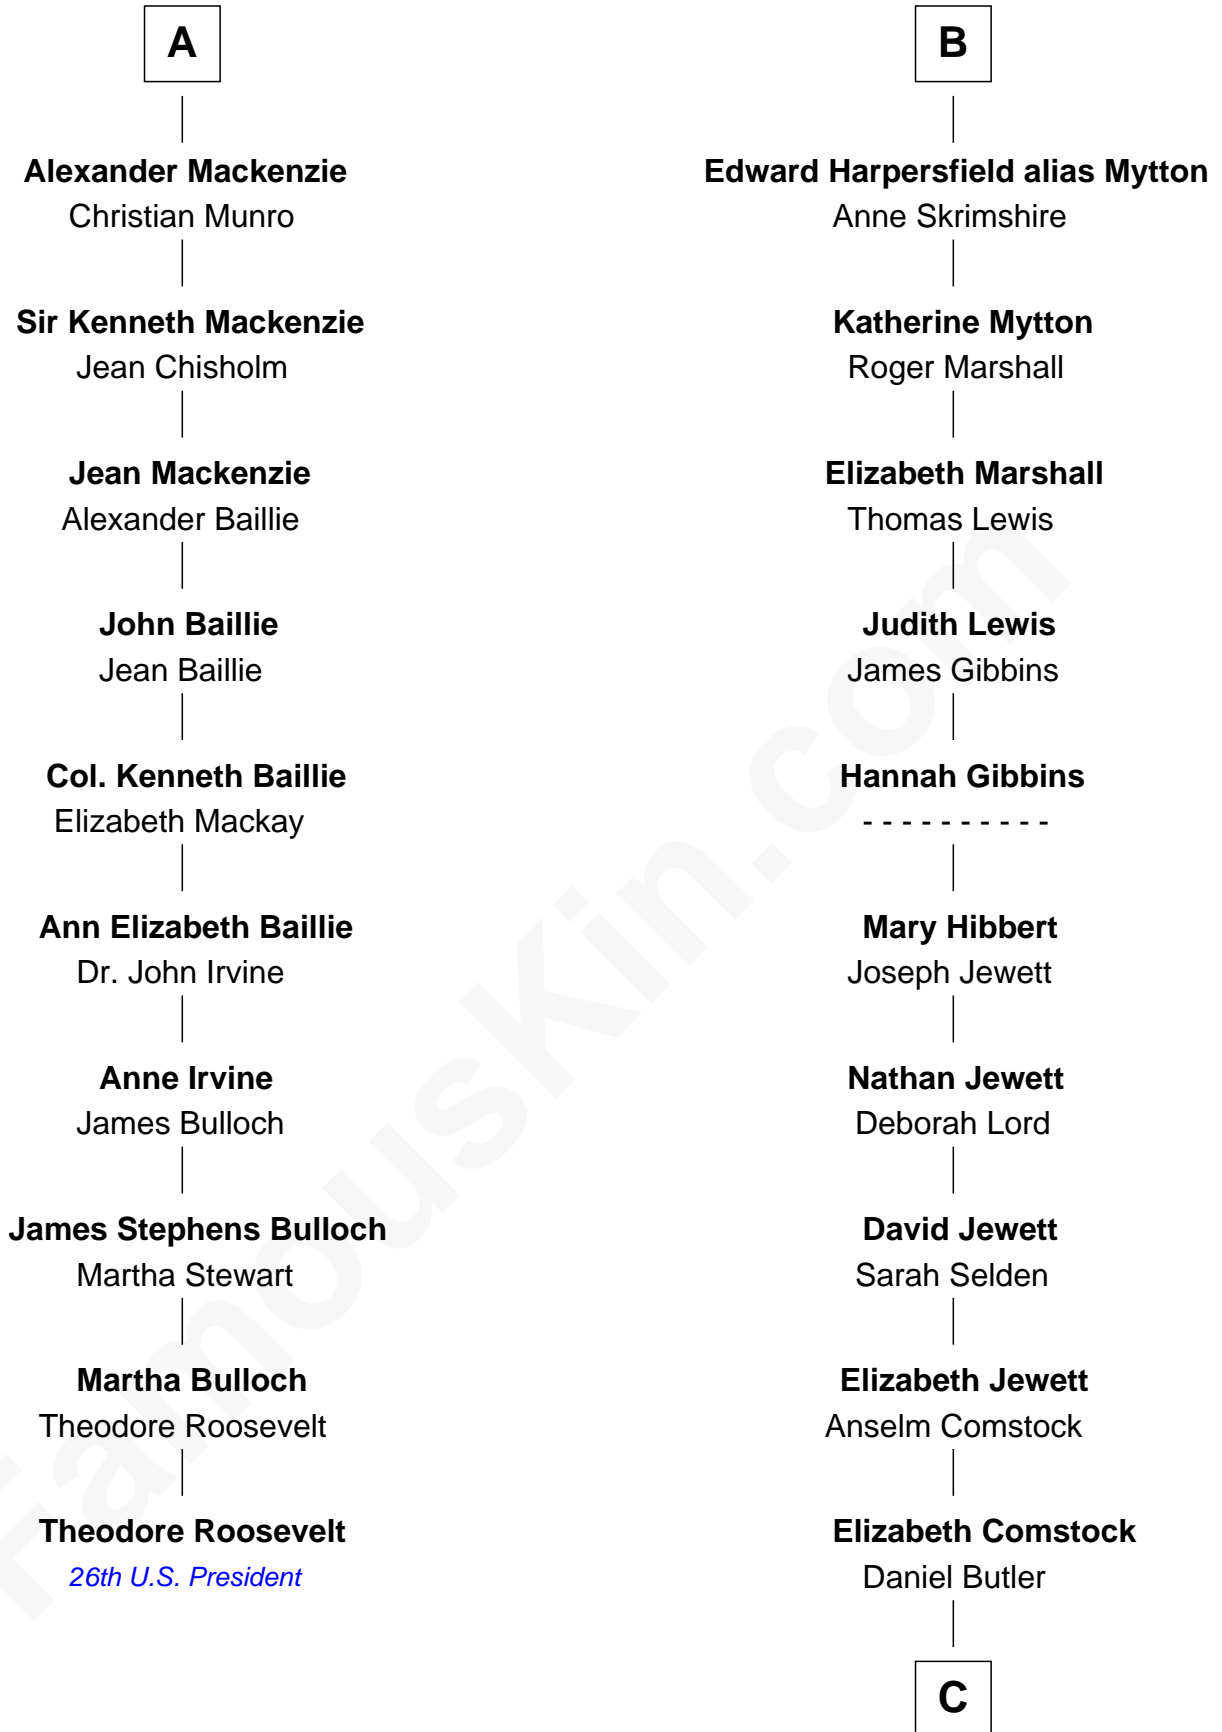 A
Alexander Mackenzie
Christian Munro
Sir Kenneth Mackenzie
Jean Chisholm
Jean Mackenzie
Alexander Baillie
John Baillie
Jean Baillie
Col. Kenneth Baillie
Elizabeth Mackay
Ann Elizabeth Baillie
Dr. John Irvine
Anne Irvine
James Bulloch
James Stephens Bulloch
Martha Stewart
Martha Bulloch
Theodore Roosevelt
Theodore Roosevelt
26th U.S. President
B
Edward Harpersfield alias Mytton
Anne Skrimshire
Katherine Mytton
Roger Marshall
Elizabeth Marshall
Thomas Lewis
Judith Lewis
James Gibbins
Hannah Gibbins
- - - - - - - - - -
Mary Hibbert
Joseph Jewett
Nathan Jewett
Deborah Lord
David Jewett
Sarah Selden
Elizabeth Jewett
Anselm Comstock
Elizabeth Comstock
Daniel Butler
C
FamousKin.com